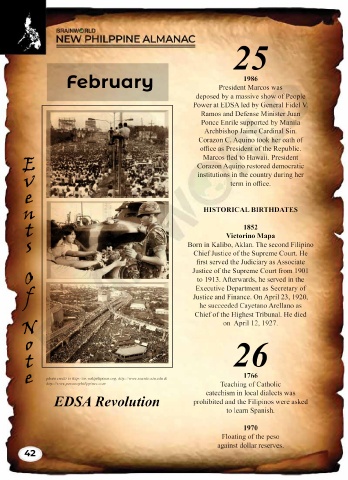 BRAINWORLD
NEW PHILPPINE ALMANAC
February
Events Of Note
EDSA Revolution
42
25
1986
President Marcos was
deposed by a massive show of People
Power at EDSA led by General Fidel V.
Ramos and Defense Minister Juan
Ponce Enrile supported by Manila
Archbishop Jaime Cardinal Sin.
Corazon C. Aquino took her oath of
office as President of the Republic.
Marcos fled to Hawaii. President
Corazon Aquino restored democratic
institutions in the country during her
term in office.
HISTORICAL BIRTHDATES
1852
Victorino Mapa
Born in Kalibo, Aklan. The second Filipino
Chief Justice of the Supreme Court. He
first served the Judiciary as Associate
Justice of the Supreme Court from 1901
to 1913. Afterwards, he served in the
Executive Department as Secretary of
Justice and Finance. On April 23, 1920,
he succeeded Cayetano Arellano as
Chief of the Highest Tribunal. He died
on April 12, 1927.
26
1766
Teaching of Catholic
catechism in local dialects was
prohibited and the Filipinos were asked
to learn Spanish.
1970
Floating of the peso
against dollar reserves.